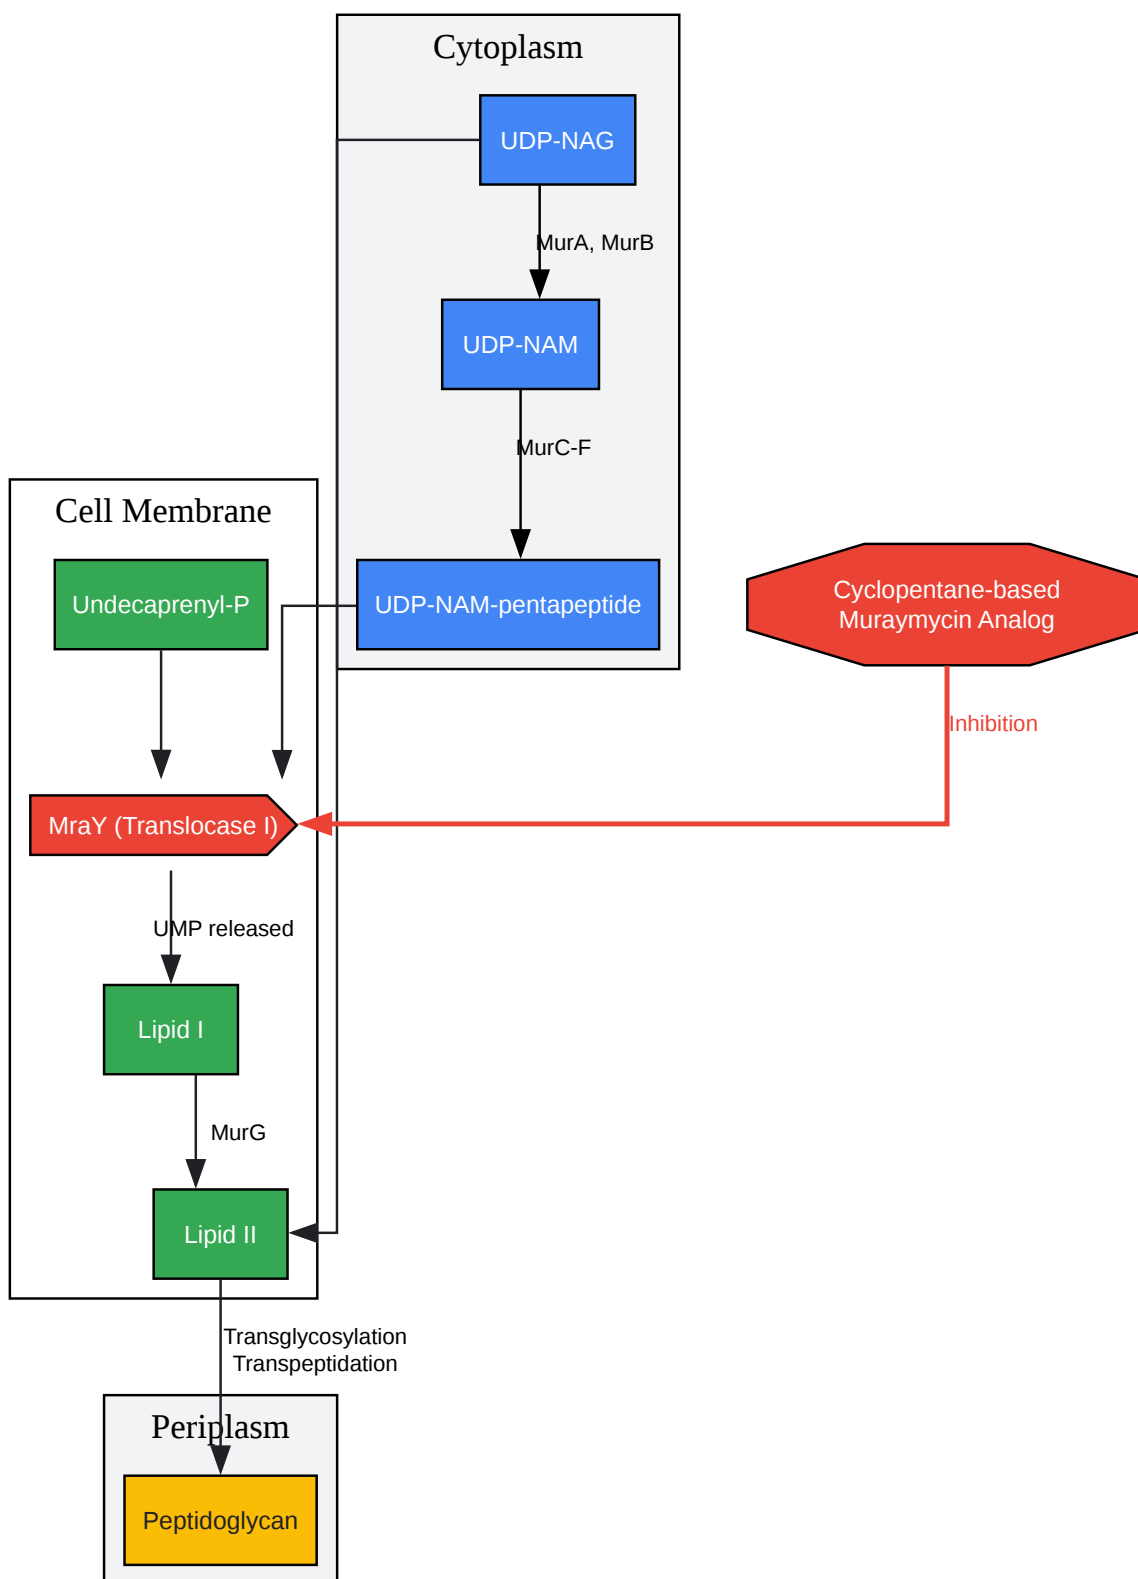 Cytoplasm
UDP-NAG
MurA, MurB
UDP-NAM
MurC-F
Cell Membrane
Undecaprenyl-P
UDP-NAM-pentapeptide
Cyclopentane-based
Muraymycin Analog
Inhibition
MraY (Translocase I)
UMP released
Lipid I
MurG
Lipid II
Transglycosylation
Transpeptidation
Periplasm
Peptidoglycan